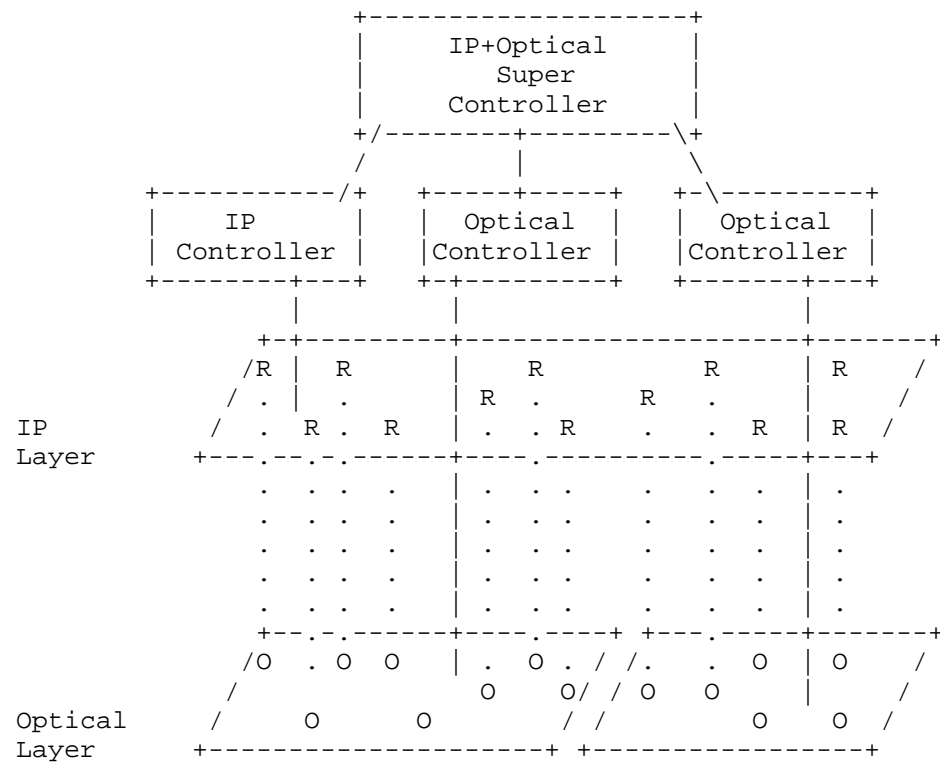 IP+Optical
Super
Controller
IP Optical Optical
Controller Controller Controller
R R R R R
R R
IP R R R R R
Layer
O O O O O O
O O O O
Optical O O O O
Layer